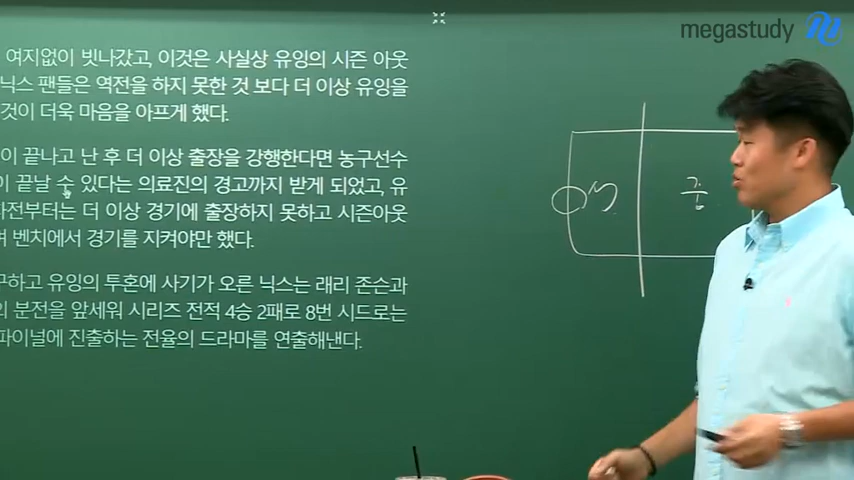 megastudy
여지없이 빗나갔고, 이것은 사실상 유잉의 시즌 아웃
닉스 팬들은 역전을 하지 못한 것 보다 더 이상 유잉을
것이 더욱 마음을 아프게 했다.
이 끝나고 난 후 더 이상 출장을 강행한다면 농구선수
이 끝날 수 있다는 의료진의 경고까지 받게 되었고, 유
차전부터는 더 이상 경기에 출장하지 못하고 시즌아웃
벤치에서 경기를 지켜야만 했다.
구하고 유잉의 투혼에 사기가 오른 닉스는 래리 존슨과
의 분전을 앞세워 시리즈 전적 4승 2패로 8번 시드로는
파이널에 진출하는 전율의 드라마를 연출해낸다.